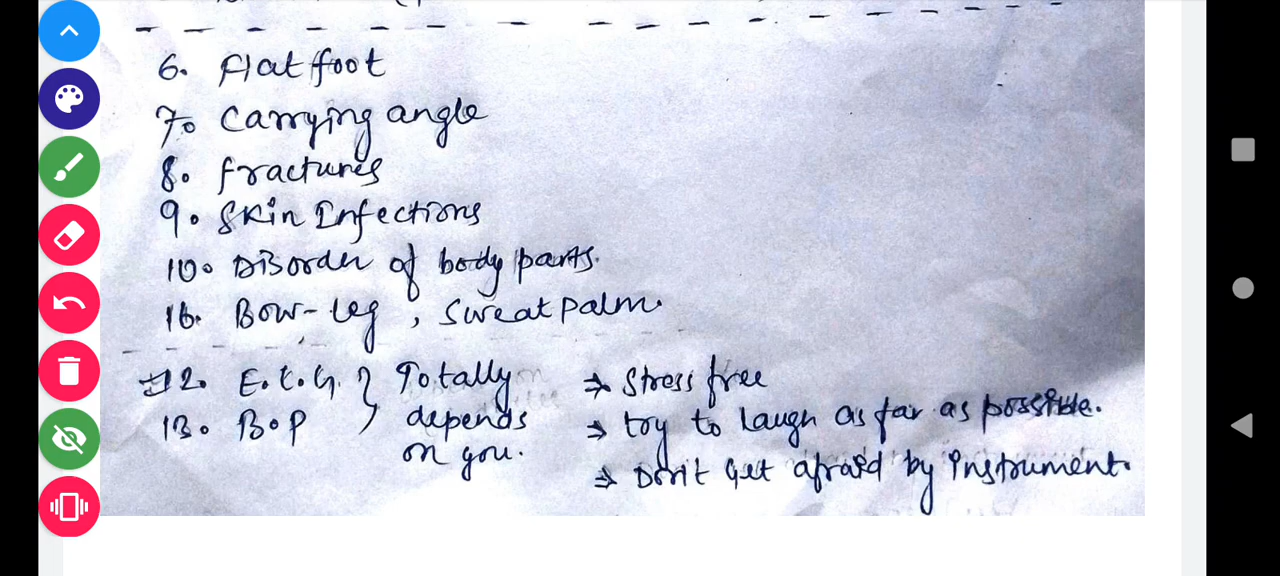 6. Flat foot
7. Carrying angle
8. Fractures
9. Skin Infections
10. Disorder of body parts.
11. Bow-leg, Sweat palm.
12. E.C.G. } Totally ⇒ Stress free
13. B.P } depends ⇒ try to laugh as far as possible.
on you. ⇒ Don't get afraid by Instrument.